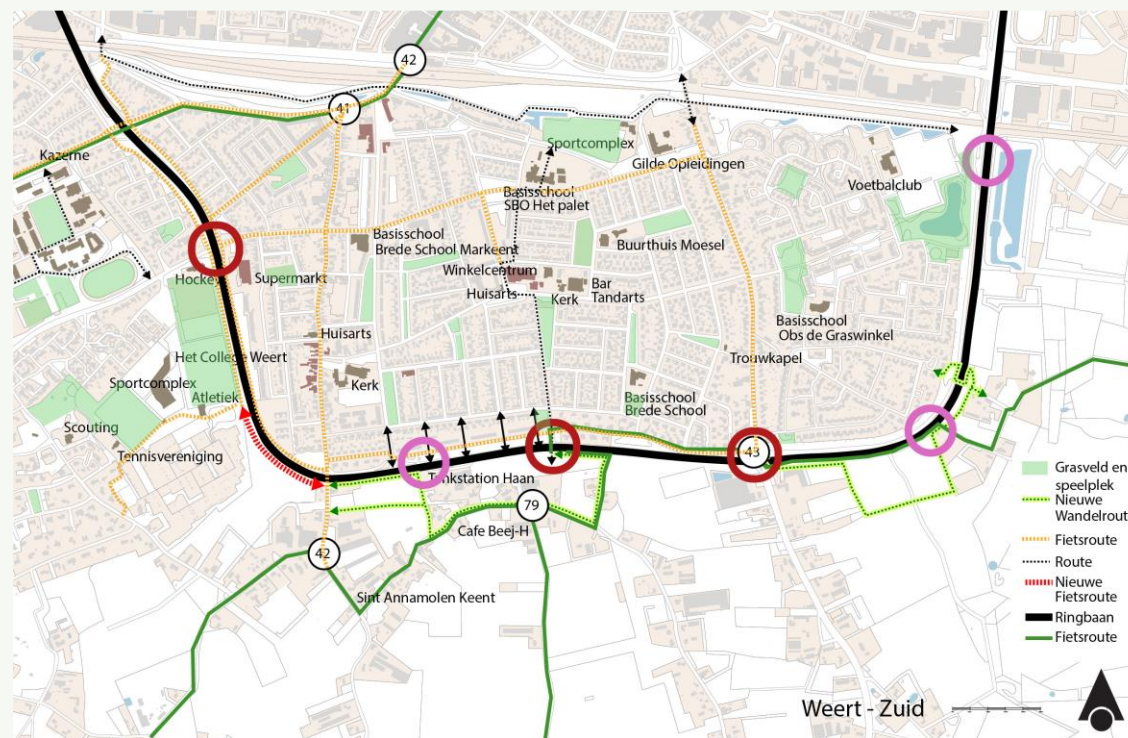 42
41
Kazerne
Sportcomplex
Gilde Opleidingen
Voetbalclub
Basisschool
SBO Het palet
Basisschool
Brede School Markeent
Buurthuis Moesel
Winkelcentrum
Huisarts
Kerk
Bar
Tandarts
Hockey
Supermarkt
Basisschool
Obs de Graswinkel
Huisarts
Het College Weert
Trouwkapel
Sportcomplex
Kerk
Atletiek
Basisschool
Brede School
Scouting
Tennisvereniging
43
Tankstation Haan
79
Cafe Beej-H
42
Sint Annamolen Keent
Grasveld en
speelplek
Nieuwe
Wandelrout
Fietsroute
Route
Nieuwe
Fietsroute
Ringbaan
Fietsroute
Weert - Zuid